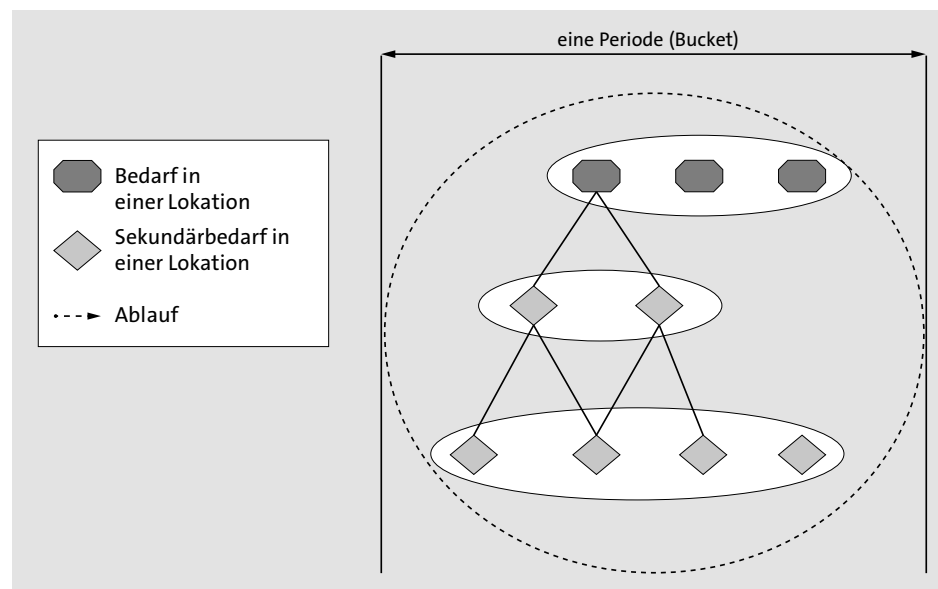 eine Periode (Bucket)
Bedarf in
einer Lokation
Sekundärbedarf in
einer Lokation
Ablauf